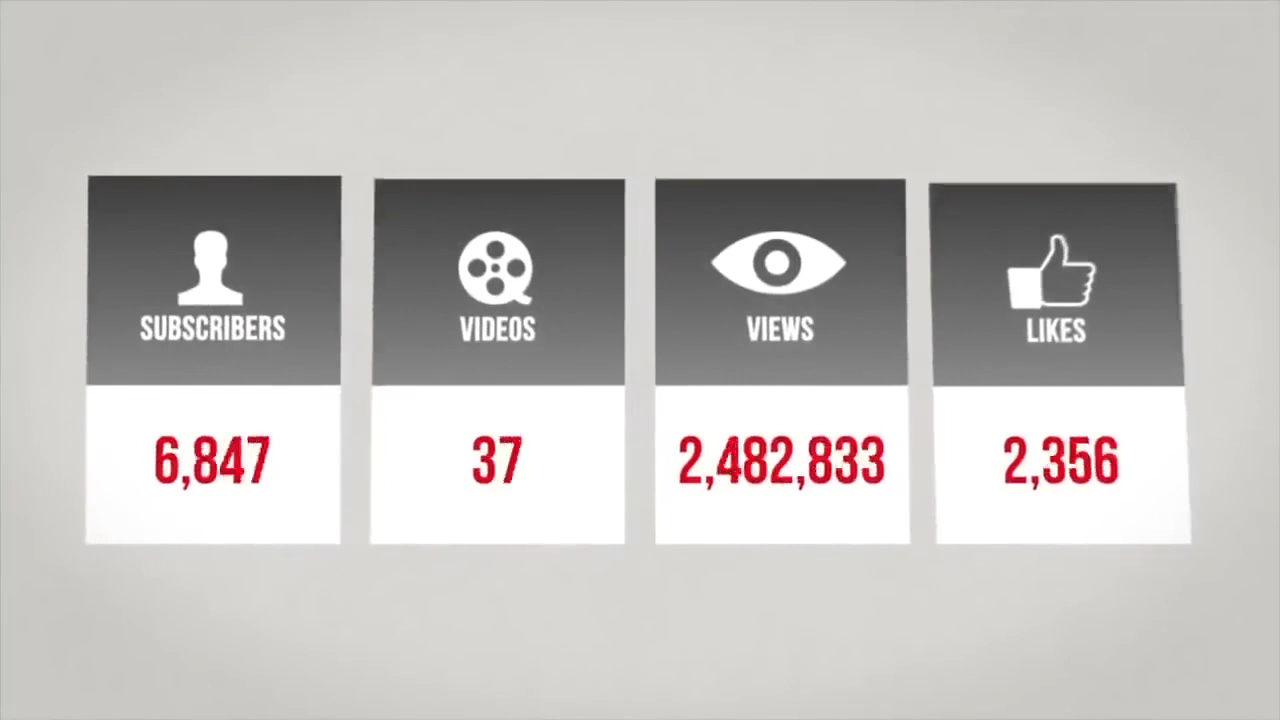 SUBSCRIBERS
6,847
VIDEOS
37
VIEWS
2,482,833
LIKES
2,356